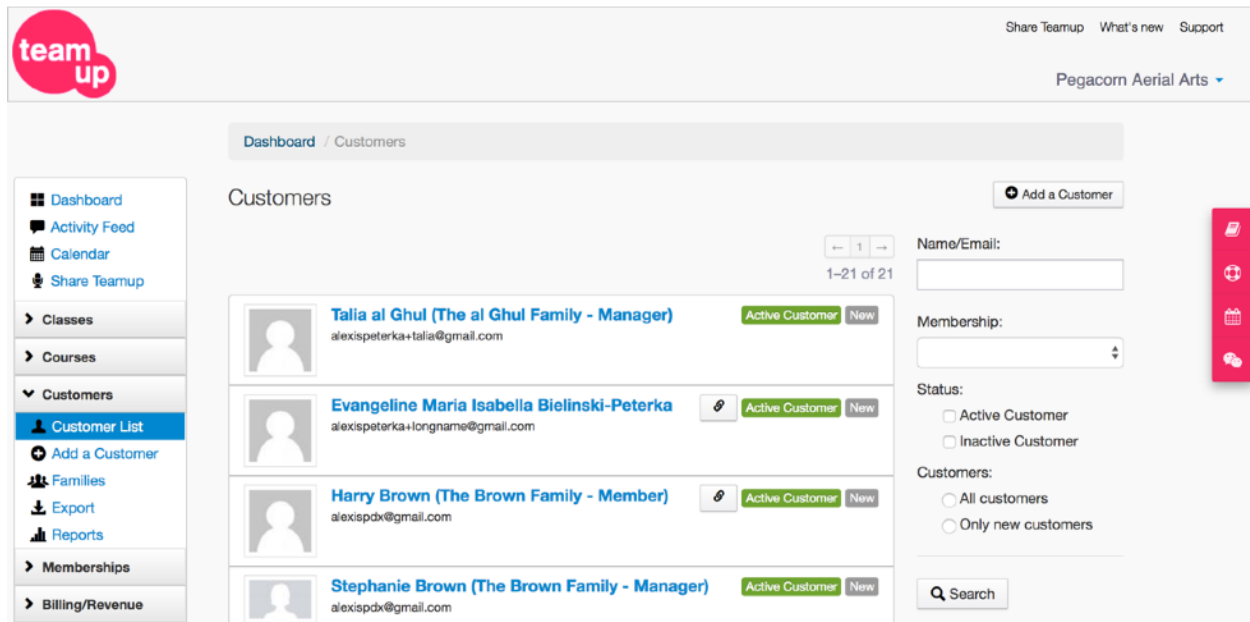 team
up
Share Teamup What's new Support
Pegacorn Aerial Arts
Dashboard / Customers
Dashboard
Activity Feed
Calendar
Share Teamup
Classes
Courses
Customers
Customer List
Add a Customer
Families
Export
Reports
Memberships
Billing/Revenue
Customers
Add a Customer
← 1 →
1–21 of 21
Talia al Ghul (The al Ghul Family - Manager) Active Customer New
alexispeterka+talia@gmail.com
Evangeline Maria Isabella Bielinski-Peterka Active Customer New
alexispeterka+longname@gmail.com
Harry Brown (The Brown Family - Member) Active Customer New
alexispdx@gmail.com
Stephanie Brown (The Brown Family - Manager) Active Customer New
alexispdx@gmail.com
Name/Email:
Membership:
Status:
Active Customer
Inactive Customer
Customers:
All customers
Only new customers
Search